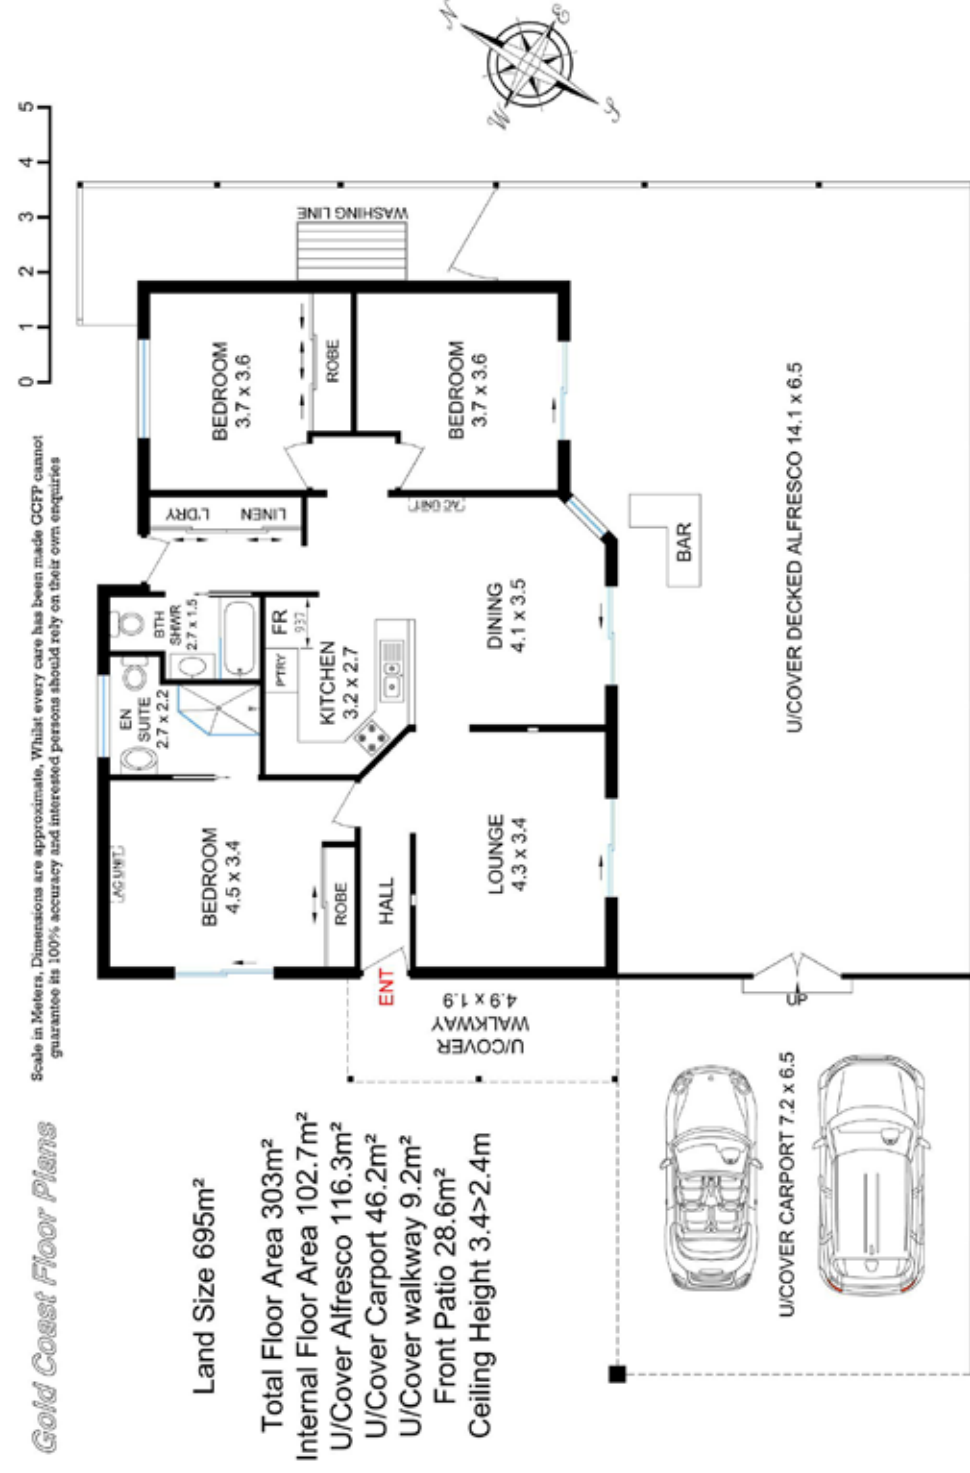 Gold Coast Floor Plans
Scale in Meters, Dimensions are approximate, Whilst every care has been made GCFP cannot
guarantee its 100% accuracy and interested persons should rely on their own enquiries
0 1 2 3 4 5
N
E
S
W
Land Size 695m²
Total Floor Area 303m²
Internal Floor Area 102.7m²
U/Cover Alfresco 116.3m²
U/Cover Carport 46.2m²
U/Cover walkway 9.2m²
Front Patio 28.6m²
Ceiling Height 3.4>2.4m
AC UNIT
BEDROOM
4.5 x 3.4
ROBE
EN
SUITE
2.7 x 2.2
BTH
SHWR
2.7 x 1.5
L'DRY
LINEN
BEDROOM
3.7 x 3.6
ROBE
WASHING LINE
BEDROOM
3.7 x 3.6
PTRY
FR
937
KITCHEN
3.2 x 2.7
AC UNIT
ENT
HALL
U/COVER
WALKWAY
4.9 x 1.9
LOUNGE
4.3 x 3.4
DINING
4.1 x 3.5
BAR
UP
U/COVER CARPORT 7.2 x 6.5
U/COVER DECKED ALFRESCO 14.1 x 6.5